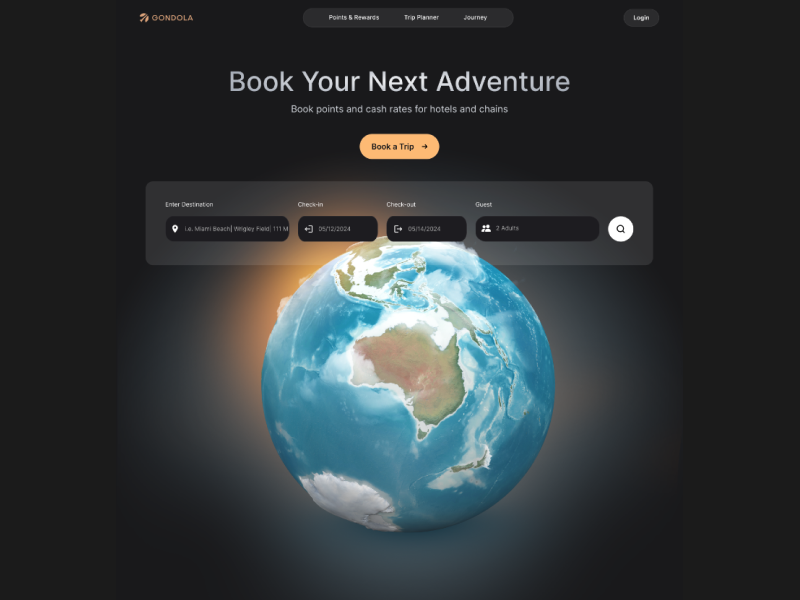 GONDOLA
Points & Rewards Trip Planner Journey
Login
Book Your Next Adventure
Book points and cash rates for hotels and chains
Book a Trip
Enter Destination Check-in Check-out Guest
i.e. Miami Beach| Wrigley Field| 111 M 05/12/2024 05/14/2024 2 Adults